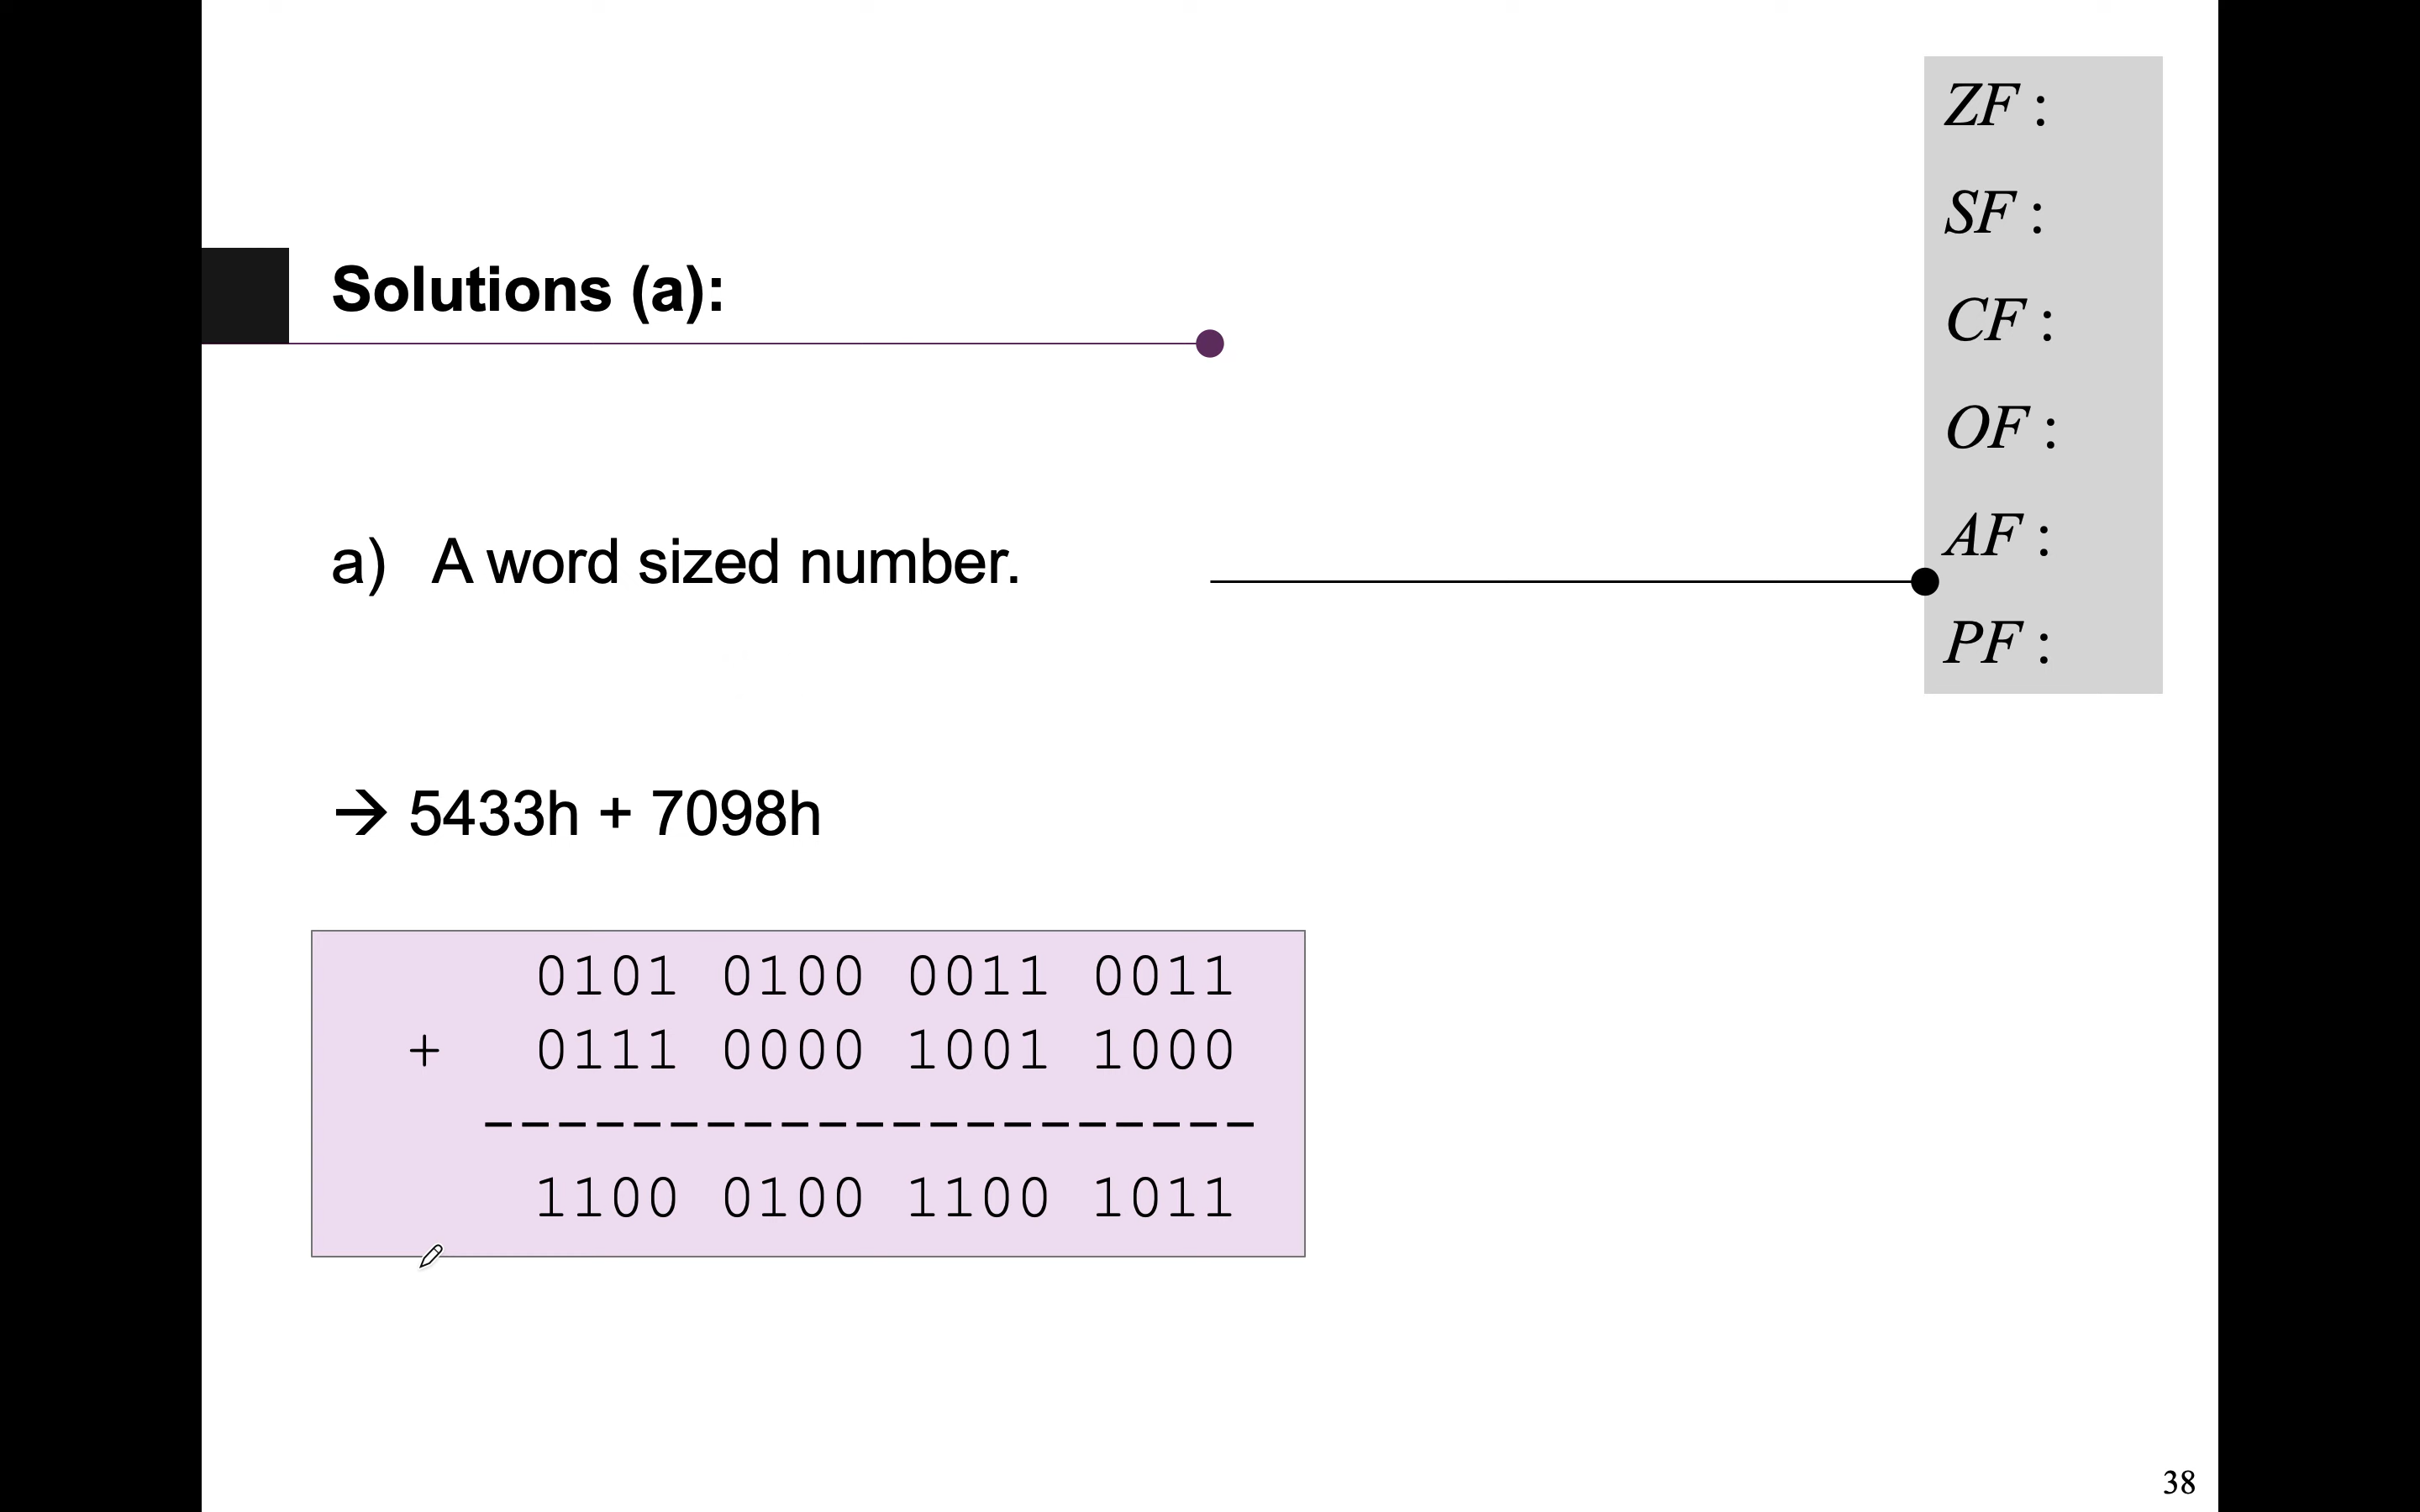 Solutions (a):
a) A word sized number.
→ 5433h + 7098h
0101 0100 0011 0011
+ 0111 0000 1001 1000
---------------------
1100 0100 1100 1011
ZF :
SF :
CF :
OF :
AF :
PF :
38